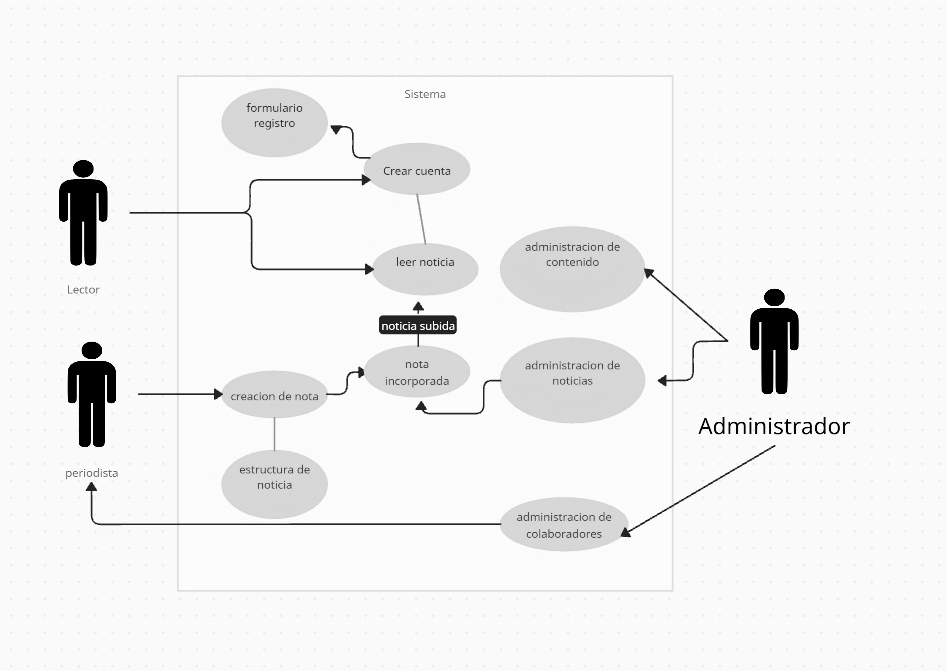 Sistema
formulario
registro
Crear cuenta
leer noticia
administracion de
contenido
Lector
noticia subida
nota
incorporada
administracion de
noticias
creacion de nota
Administrador
periodista
estructura de
noticia
administracion de
colaboradores